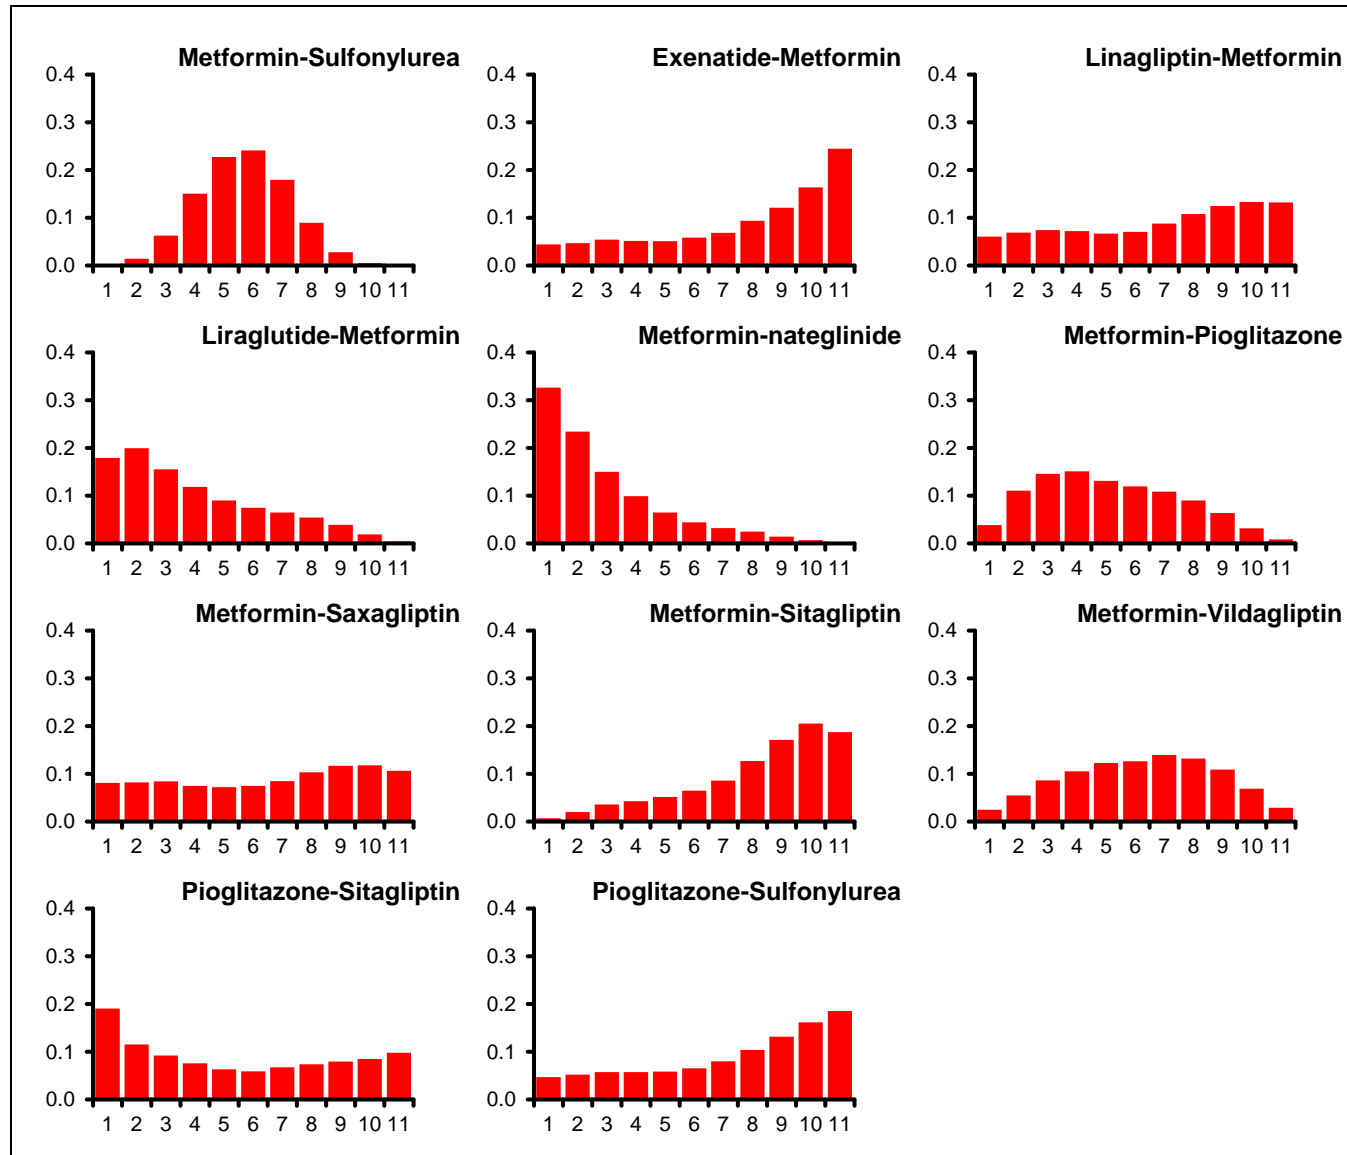 Metformin-Sulfonylurea
0.4
0.3
0.2
0.1
0.0
1 2 3 4 5 6 7 8 9 10 11
Exenatide-Metformin
0.4
0.3
0.2
0.1
0.0
1 2 3 4 5 6 7 8 9 10 11
Linagliptin-Metformin
0.4
0.3
0.2
0.1
0.0
1 2 3 4 5 6 7 8 9 10 11
Liraglutide-Metformin
0.4
0.3
0.2
0.1
0.0
1 2 3 4 5 6 7 8 9 10 11
Metformin-nateglinide
0.4
0.3
0.2
0.1
0.0
1 2 3 4 5 6 7 8 9 10 11
Metformin-Pioglitazone
0.4
0.3
0.2
0.1
0.0
1 2 3 4 5 6 7 8 9 10 11
Metformin-Saxagliptin
0.4
0.3
0.2
0.1
0.0
1 2 3 4 5 6 7 8 9 10 11
Metformin-Sitagliptin
0.4
0.3
0.2
0.1
0.0
1 2 3 4 5 6 7 8 9 10 11
Metformin-Vildagliptin
0.4
0.3
0.2
0.1
0.0
1 2 3 4 5 6 7 8 9 10 11
Pioglitazone-Sitagliptin
0.4
0.3
0.2
0.1
0.0
1 2 3 4 5 6 7 8 9 10 11
Pioglitazone-Sulfonylurea
0.4
0.3
0.2
0.1
0.0
1 2 3 4 5 6 7 8 9 10 11